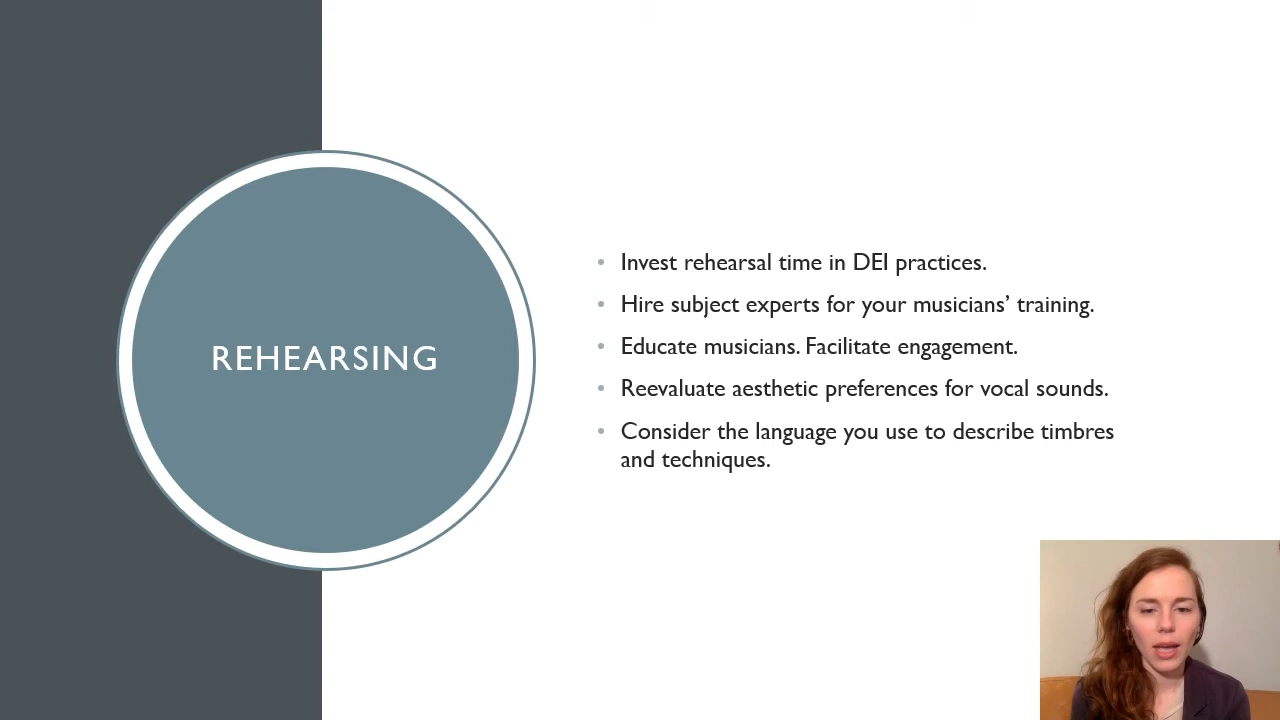 REHEARSING
Invest rehearsal time in DEI practices.
Hire subject experts for your musicians’ training.
Educate musicians. Facilitate engagement.
Reevaluate aesthetic preferences for vocal sounds.
Consider the language you use to describe timbres
and techniques.